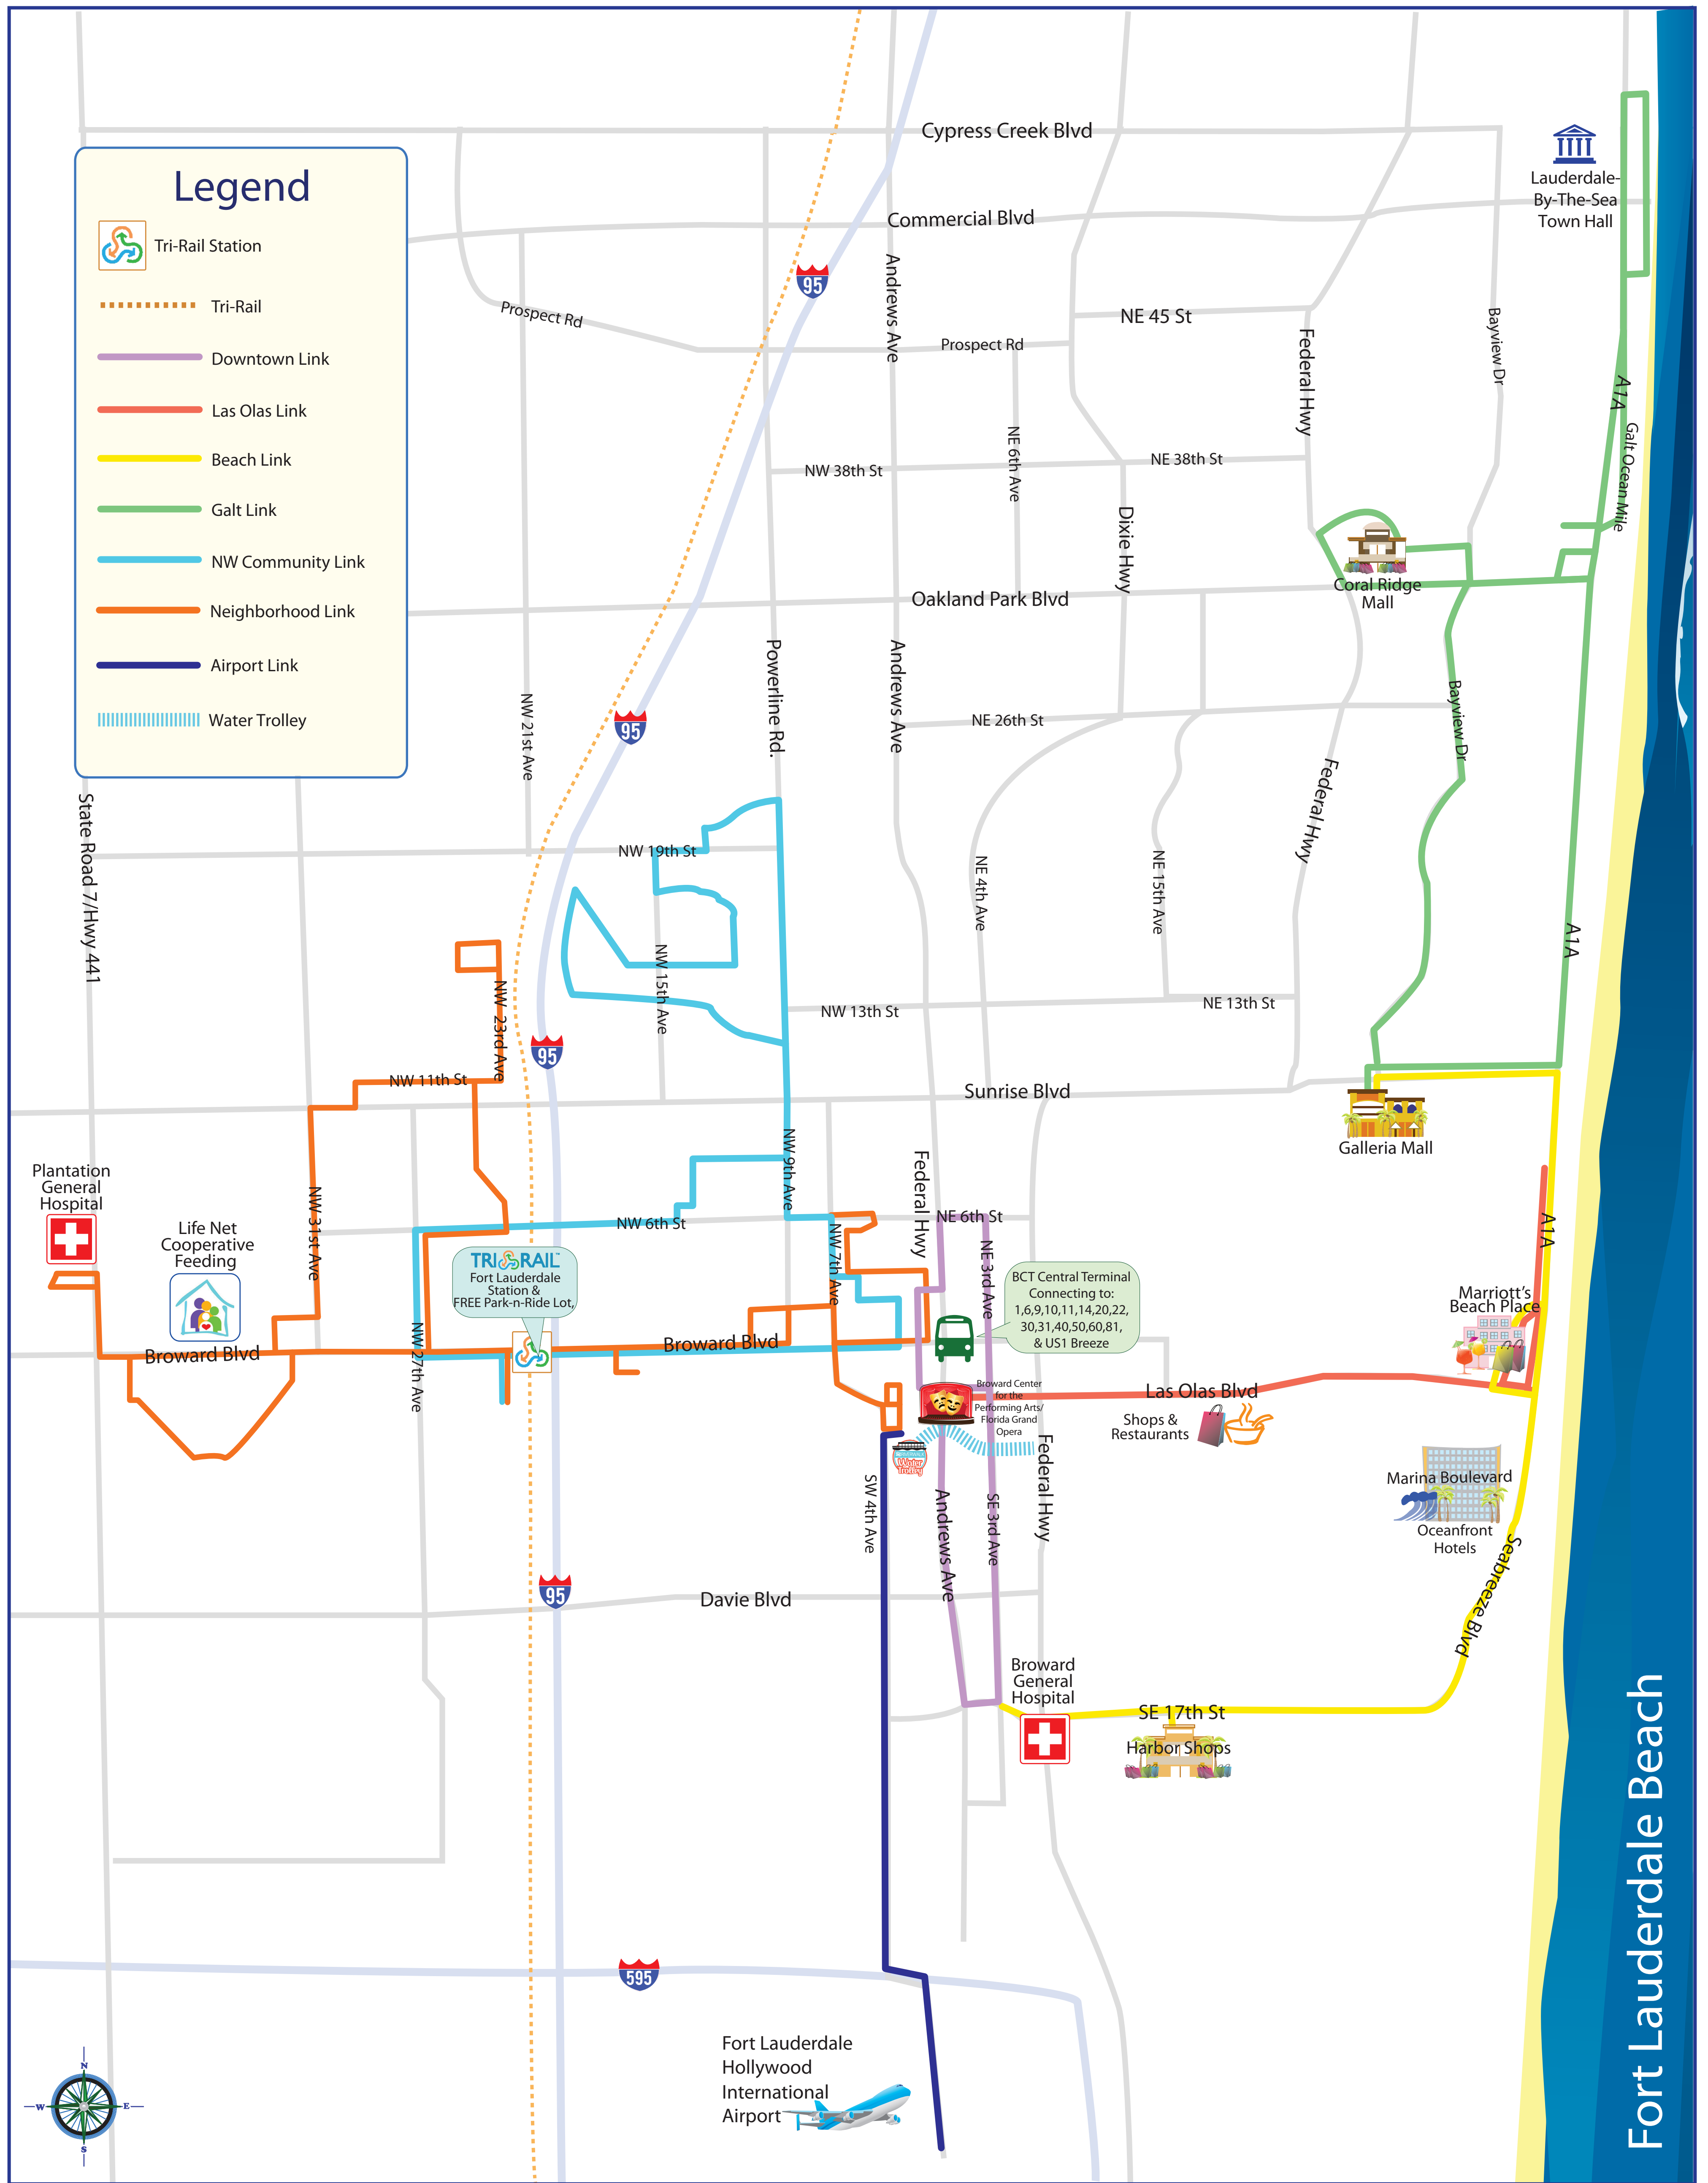 Legend
Tri-Rail Station
Tri-Rail
Downtown Link
Las Olas Link
Beach Link
Galt Link
NW Community Link
Neighborhood Link
Airport Link
Water Trolley
Cypress Creek Blvd
Lauderdale-
By-The-Sea
Town Hall
Commercial Blvd
95
Andrews Ave
Prospect Rd
NE 45 St
Prospect Rd
Federal Hwy
Bayview Dr
A1A
Galt Ocean Mile
NW 38th St
NE 6th Ave
NE 38th St
Dixie Hwy
Coral Ridge
Mall
Oakland Park Blvd
Powerline Rd.
Andrews Ave
NW 21st Ave
95
NE 26th St
Bayview Dr
Federal Hwy
State Road 7/Hwy 441
NW 19th St
NE 4th Ave
NE 15th Ave
A1A
NW 15th Ave
NW 23rd Ave
NW 13th St
NE 13th St
95
NW 11th St
Sunrise Blvd
Galleria Mall
NW 9th Ave
Plantation
General
Hospital
NW 31st Ave
Life Net
Cooperative
Feeding
NW 6th St
Federal Hwy
NE 6th St
NE 3rd Ave
NW 7th Ave
A1A
TRI RAIL
Fort Lauderdale
Station &
FREE Park-n-Ride Lot,
BCT Central Terminal
Connecting to:
1,6,9,10,11,14,20,22,
30,31,40,50,60,81,
& US1 Breeze
Marriott's
Beach Place
Broward Blvd
Broward Blvd
NW 27th Ave
Broward Center
for the
Performing Arts/
Florida Grand
Opera
Las Olas Blvd
Shops &
Restaurants
Water
Trolley
Federal Hwy
SW 4th Ave
Andrews Ave
SE 3rd Ave
Marina Boulevard
Oceanfront
Hotels
Seabreeze Blvd
95
Davie Blvd
Broward
General
Hospital
SE 17th St
Harbor Shops
595
Fort Lauderdale
Hollywood
International
Airport
N
W
E
S
Fort Lauderdale Beach